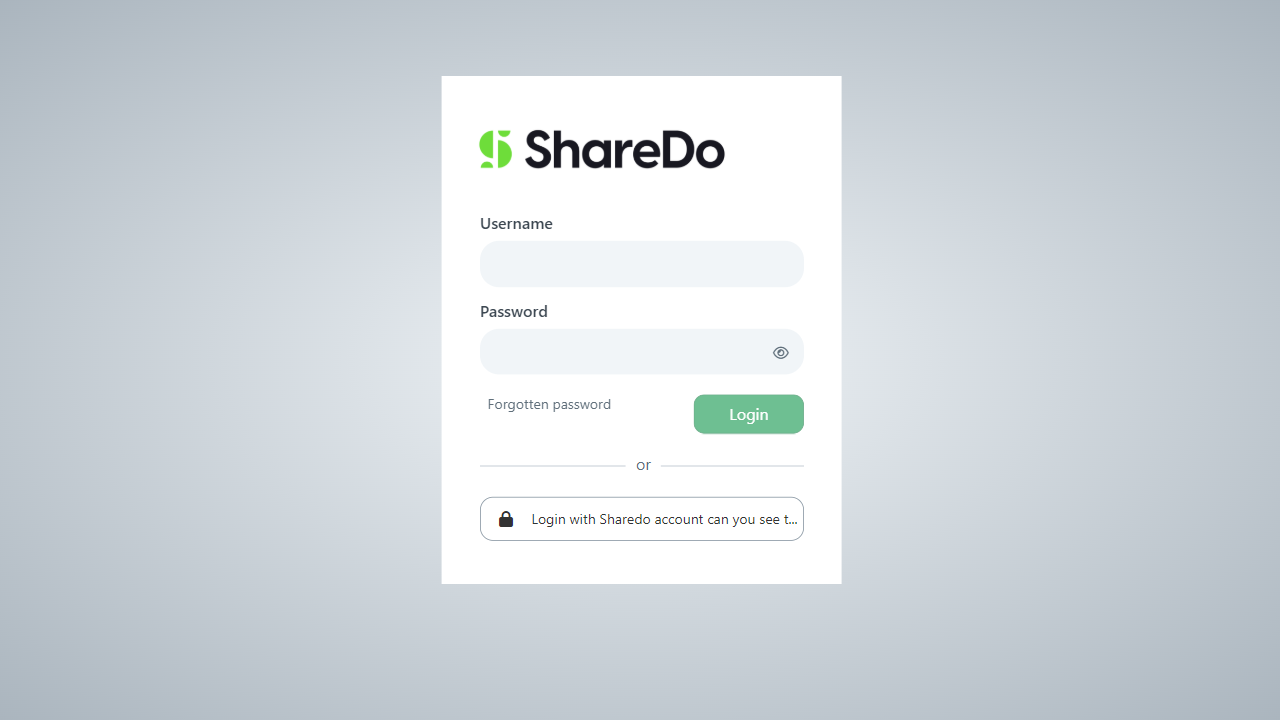 ShareDo
Username
Password
Forgotten password
Login
or
Login with Sharedo account can you see t...